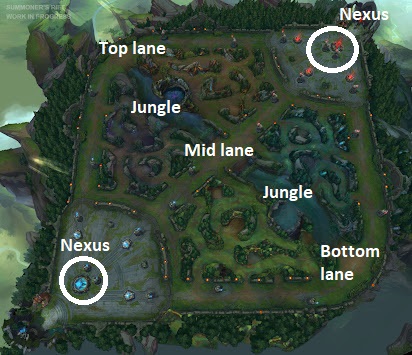 SUMMONER'S RIFT
WORK IN PROGRESS
Nexus
Top lane
Jungle
Mid lane
Jungle
Nexus
Bottom
lane